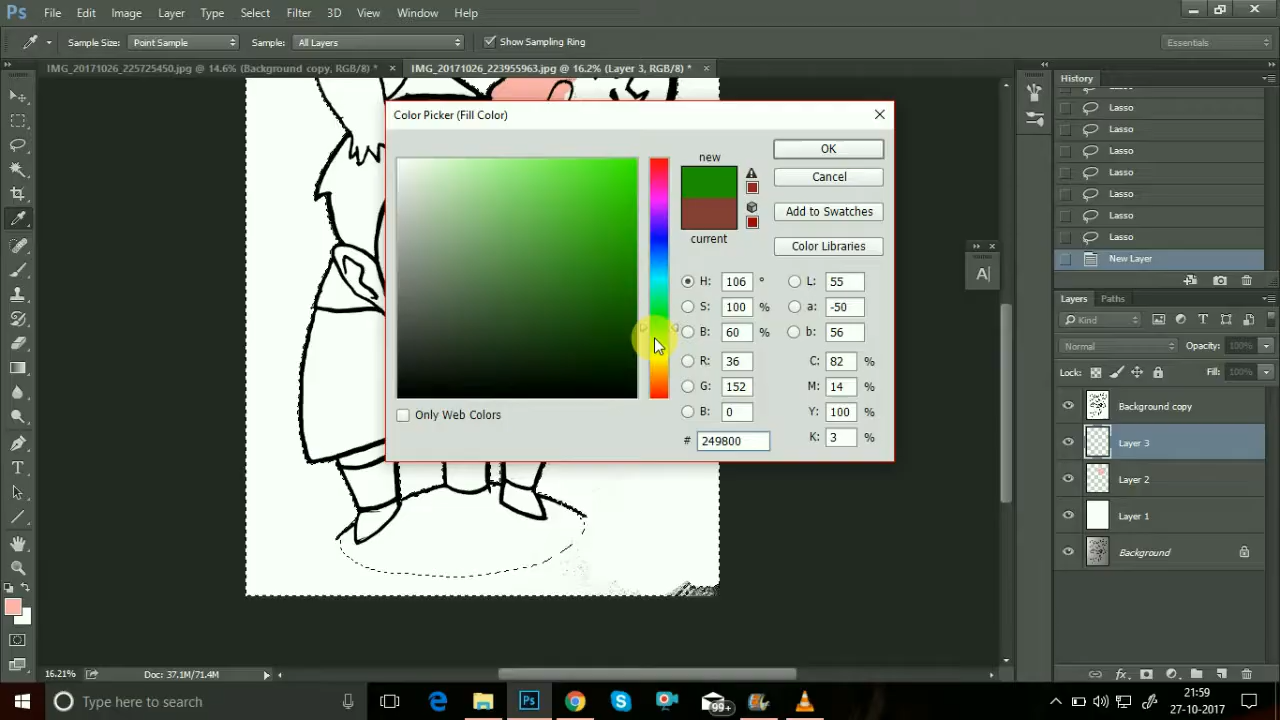 Ps File Edit Image Layer Type Select Filter 3D View Window Help
Sample Size: Point Sample Sample: All Layers Show Sampling Ring Essentials
IMG_20171026_225725450.jpg @ 14.6% (Background copy, RGB/8) * × IMG_20171026_223955963.jpg @ 16.2% (Layer 3, RGB/8) * ×
Color Picker (Fill Color)
new
current
OK
Cancel
Add to Swatches
Color Libraries
H: 106 ° L: 55
S: 100 % a: -50
B: 60 % b: 56
R: 36 C: 82 %
G: 152 M: 14 %
B: 0 Y: 100 %
# 249800 K: 3 %
Only Web Colors
History
Lasso
Lasso
Lasso
Lasso
Lasso
Lasso
Lasso
New Layer
A
Layers Paths
Kind
Normal Opacity: 100%
Lock: Fill: 100%
Background copy
Layer 3
Layer 2
Layer 1
Background
T
16.21% Doc: 37.1M/71.4M
Type here to search
Ps
99+
21:59
27-10-2017